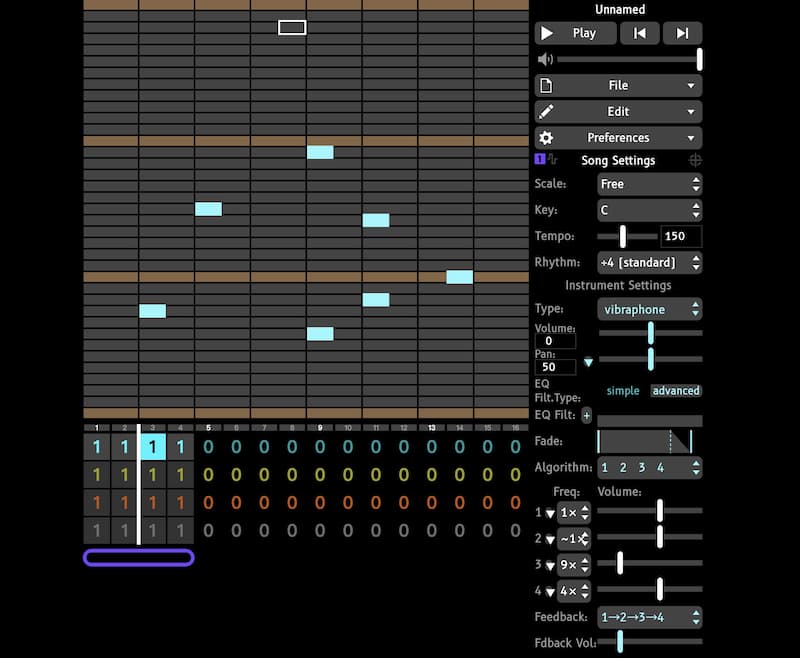 Unnamed
Play
File
Edit
Preferences
1 Song Settings
Scale: Free
Key: C
Tempo: 150
Rhythm: +4 [standard]
Instrument Settings
Type: vibraphone
Volume:
0
Pan:
50
EQ
Filt.Type: simple advanced
EQ Filt: +
Fade:
Algorithm: 1 2 3 4
Freq: Volume:
1 1×
2 ~1×
3 9×
4 4×
Feedback: 1→2→3→4
Fdback Vol:
1 2 3 4 5 6 7 8 9 10 11 12 13 14 15 16
1 1 1 1 0 0 0 0 0 0 0 0 0 0 0 0
1 1 1 1 0 0 0 0 0 0 0 0 0 0 0 0
1 1 1 1 0 0 0 0 0 0 0 0 0 0 0 0
1 1 1 1 0 0 0 0 0 0 0 0 0 0 0 0